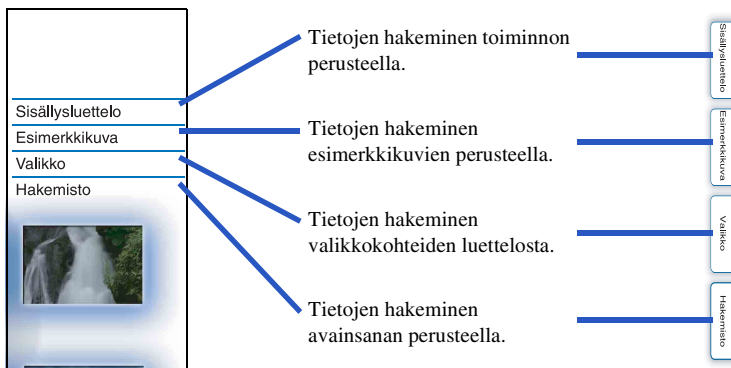 Sisällysluettelo
Esimerkkikuva
Valikko
Hakemisto
Tietojen hakeminen toiminnon
perusteella.
Tietojen hakeminen
esimerkkikuvien perusteella.
Tietojen hakeminen
valikkokohteiden luettelosta.
Tietojen hakeminen
avainsanan perusteella.
Sisällysluettelo
Esimerkkikuva
Valikko
Hakemisto